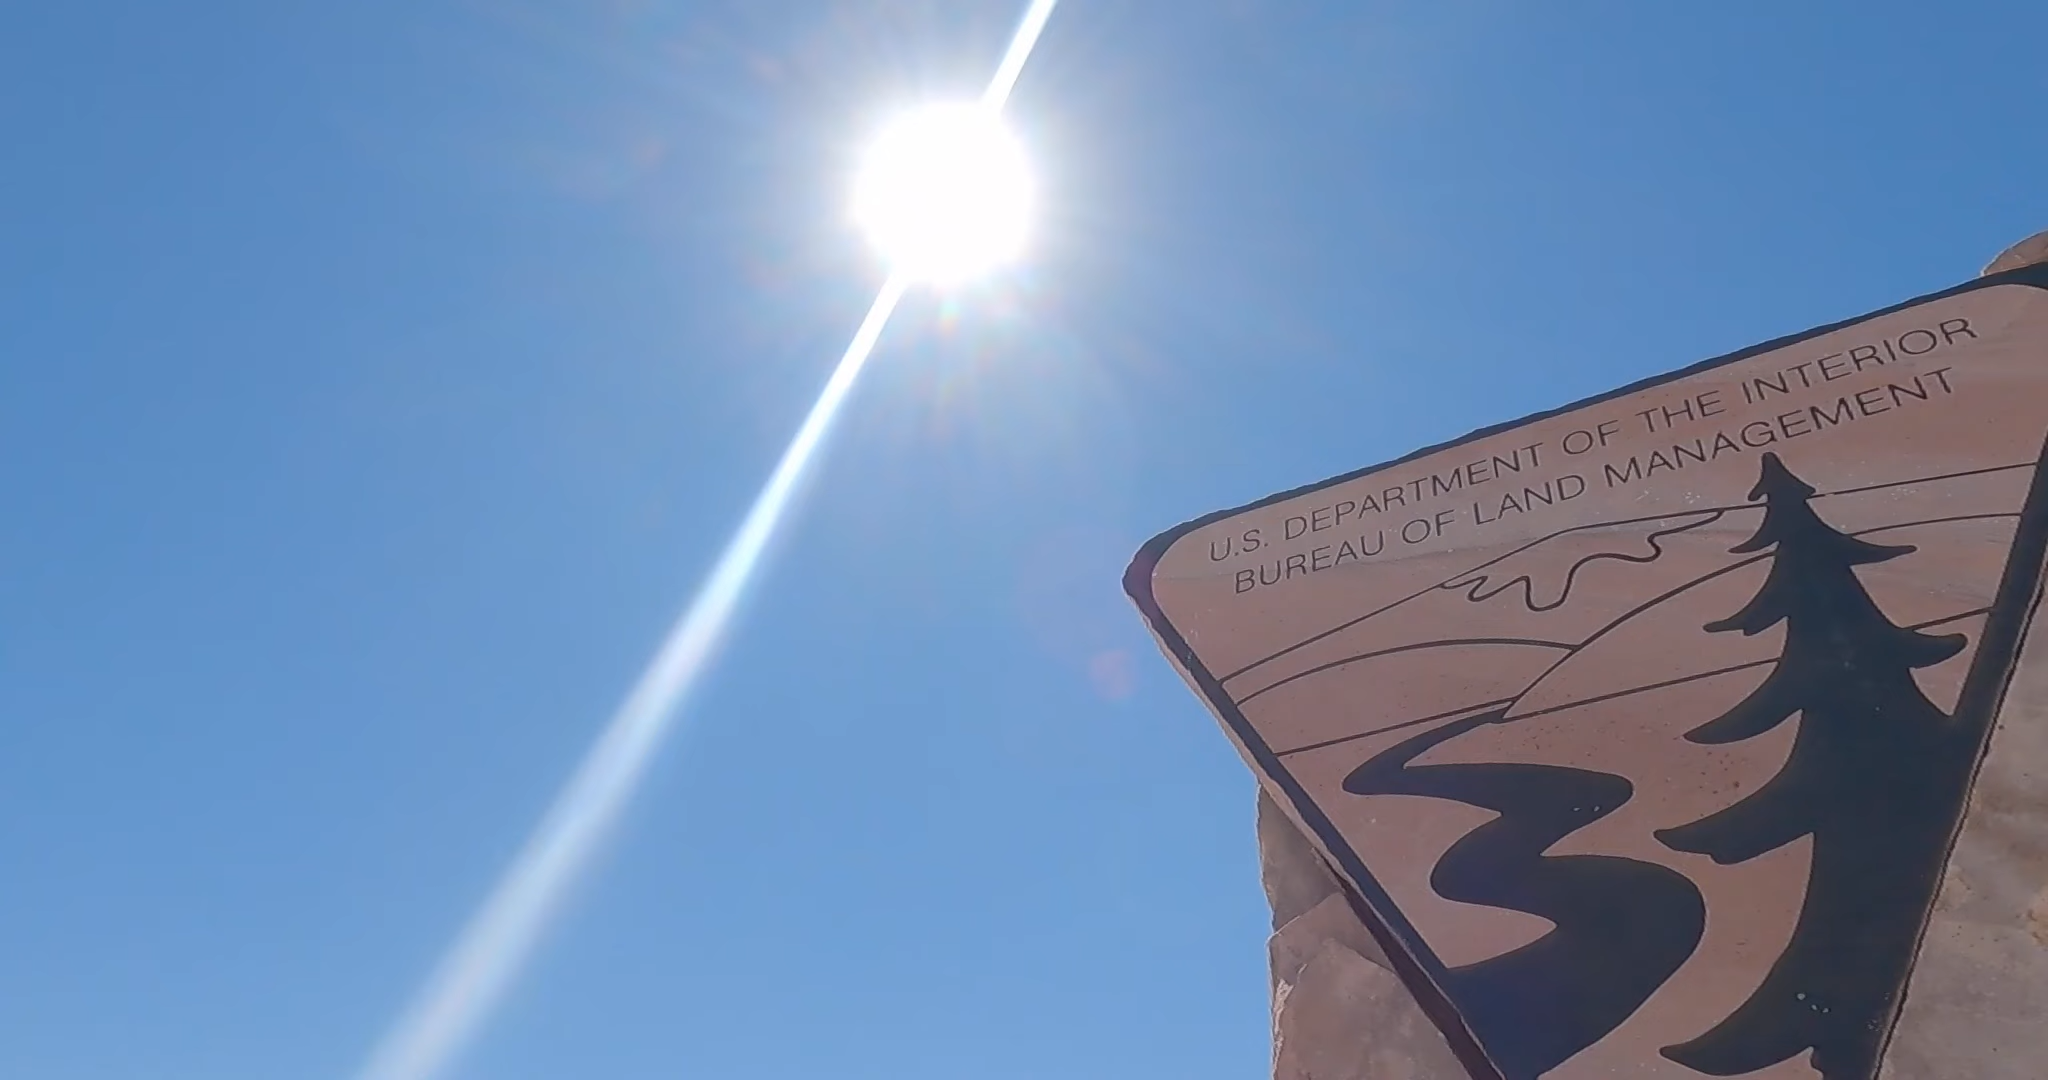 U.S. DEPARTMENT OF THE INTERIOR
BUREAU OF LAND MANAGEMENT